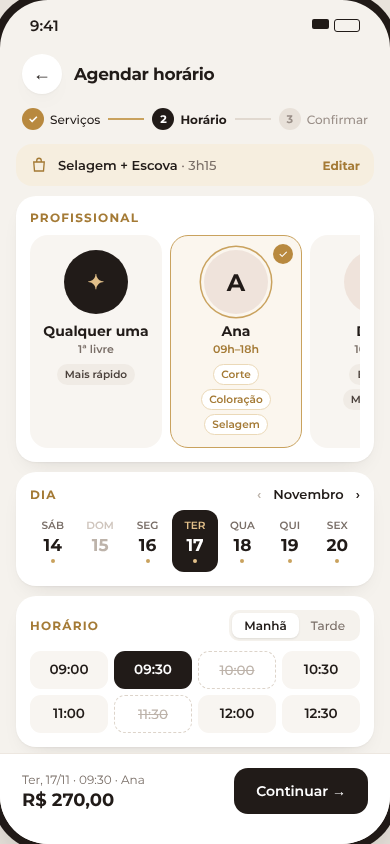 9:41
← Agendar horário
Serviços 2 Horário 3 Confirmar
Selagem + Escova · 3h15 Editar
PROFISSIONAL
Qualquer uma
1ª livre
Mais rápido
A
Ana
09h–18h
Corte
Coloração
Selagem
DIA ‹ Novembro ›
SÁB DOM SEG TER QUA QUI SEX
14 15 16 17 18 19 20
HORÁRIO Manhã Tarde
09:00 09:30 10:00 10:30
11:00 11:30 12:00 12:30
Ter, 17/11 · 09:30 · Ana
R$ 270,00
Continuar →